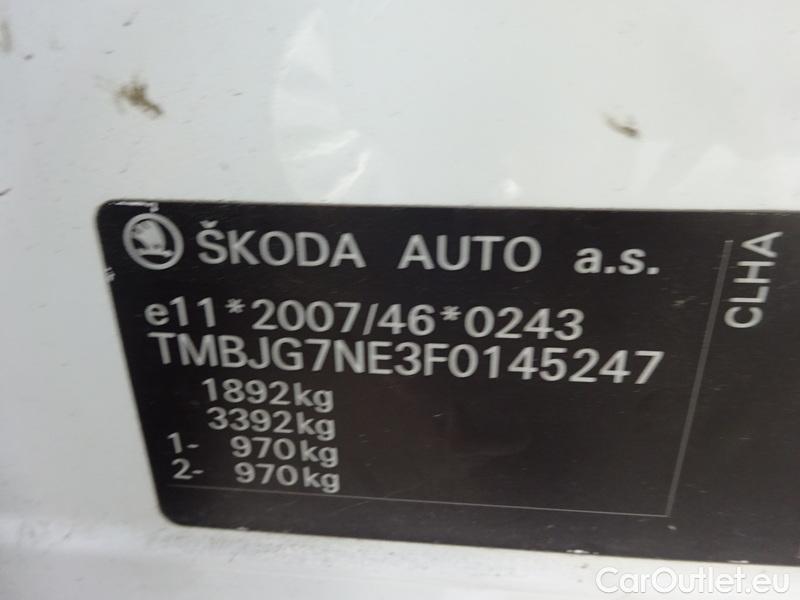 ŠKODA AUTO a.s.
e11*2007/46*0243
TMBJG7NE3F0145247
1892kg
3392kg
1- 970kg
2- 970kg
CLHA
CarOutlet.eu